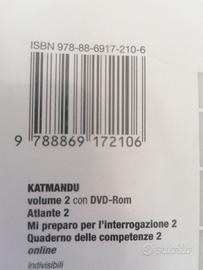 ISBN 978-88-6917-210-6
9 788869 172106
KATMANDU
volume 2 con DVD-Rom
Atlante 2
Mi preparo per l'interrogazione 2
Quaderno delle competenze 2
online
indivisibili
subito